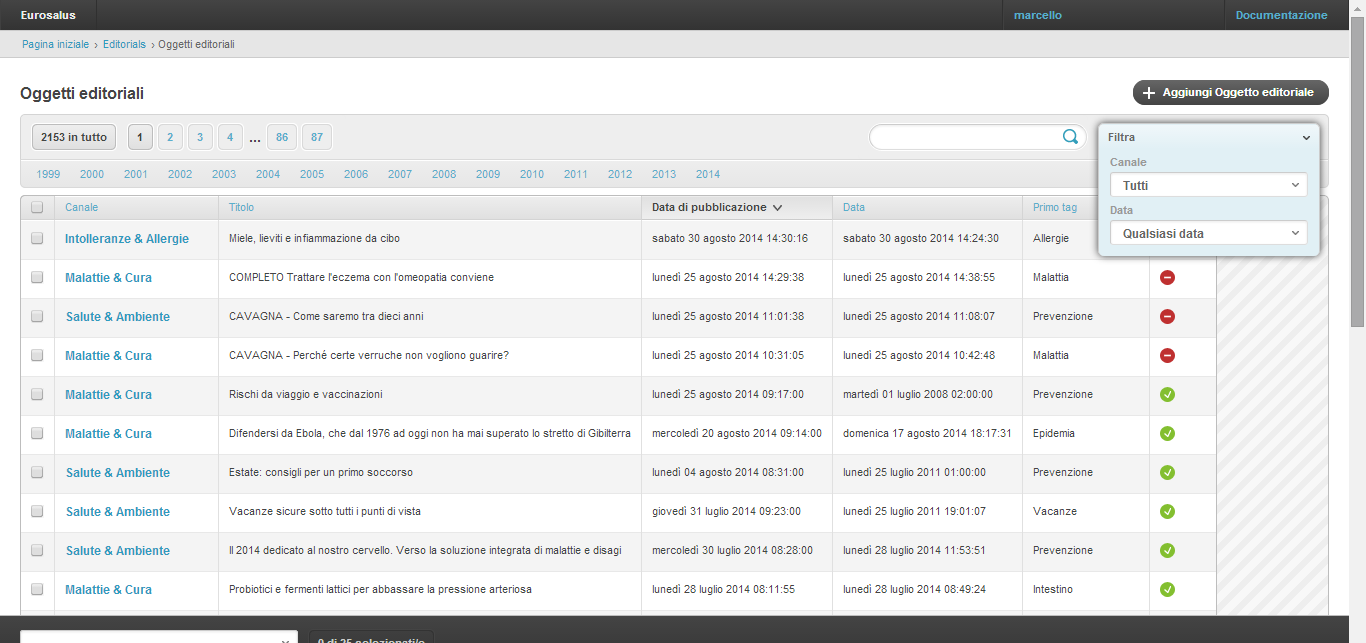 Eurosalus marcello Documentazione
Pagina iniziale › Editorials › Oggetti editoriali
Oggetti editoriali
Aggiungi Oggetto editoriale
2153 in tutto 1 2 3 4 ... 86 87
Filtra
Canale
Tutti
Data
Qualsiasi data
1999 2000 2001 2002 2003 2004 2005 2006 2007 2008 2009 2010 2011 2012 2013 2014
Canale Titolo Data di pubblicazione Data Primo tag
Intolleranze & Allergie Miele, lieviti e infiammazione da cibo sabato 30 agosto 2014 14:30:16 sabato 30 agosto 2014 14:24:30 Allergie
Malattie & Cura COMPLETO Trattare l'eczema con l'omeopatia conviene lunedì 25 agosto 2014 14:29:38 lunedì 25 agosto 2014 14:38:55 Malattia
Salute & Ambiente CAVAGNA - Come saremo tra dieci anni lunedì 25 agosto 2014 11:01:38 lunedì 25 agosto 2014 11:08:07 Prevenzione
Malattie & Cura CAVAGNA - Perché certe verruche non vogliono guarire? lunedì 25 agosto 2014 10:31:05 lunedì 25 agosto 2014 10:42:48 Malattia
Malattie & Cura Rischi da viaggio e vaccinazioni lunedì 25 agosto 2014 09:17:00 martedì 01 luglio 2008 02:00:00 Prevenzione
Malattie & Cura Difendersi da Ebola, che dal 1976 ad oggi non ha mai superato lo stretto di Gibilterra mercoledì 20 agosto 2014 09:14:00 domenica 17 agosto 2014 18:17:31 Epidemia
Salute & Ambiente Estate: consigli per un primo soccorso lunedì 04 agosto 2014 08:31:00 lunedì 25 luglio 2011 01:00:00 Prevenzione
Salute & Ambiente Vacanze sicure sotto tutti i punti di vista giovedì 31 luglio 2014 09:23:00 lunedì 25 luglio 2011 19:01:07 Vacanze
Salute & Ambiente Il 2014 dedicato al nostro cervello. Verso la soluzione integrata di malattie e disagi mercoledì 30 luglio 2014 08:28:00 lunedì 28 luglio 2014 11:53:51 Prevenzione
Malattie & Cura Probiotici e fermenti lattici per abbassare la pressione arteriosa lunedì 28 luglio 2014 08:11:55 lunedì 28 luglio 2014 08:49:24 Intestino
0 di 25 selezionati/o